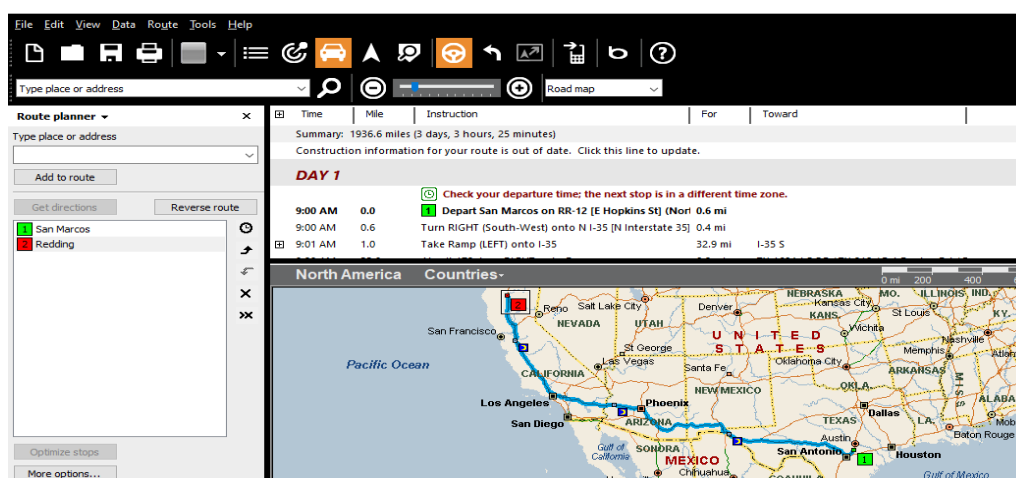 File Edit View Data Route Tools Help
Type place or address
Road map
Route planner
Type place or address
Add to route
Get directions Reverse route
1 San Marcos
2 Redding
Optimize stops
More options...
Time Mile Instruction For Toward
Summary: 1936.6 miles (3 days, 3 hours, 25 minutes)
Construction information for your route is out of date. Click this line to update.
DAY 1
Check your departure time; the next stop is in a different time zone.
9:00 AM 0.0 1 Depart San Marcos on RR-12 [E Hopkins St] (Nort 0.6 mi
9:00 AM 0.6 Turn RIGHT (South-West) onto N I-35 [N Interstate 35] 0.4 mi
9:01 AM 1.0 Take Ramp (LEFT) onto I-35 32.9 mi I-35 S
North America Countries
0 mi 200 400
NEBRASKA MO. ILLINOIS IND.
2 Reno Salt Lake City Denver Kansas City
KANS. St Louis KY.
San Francisco NEVADA UTAH UNITED Wichita
Nashville
St George STATES Memphis Atlan
Pacific Ocean Las Vegas Santa Fe Oklahoma City ARKANSAS
CALIFORNIA
NEW MEXICO OKLA. MISS ALABA
Los Angeles Phoenix
San Diego ARIZONA Dallas
TEXAS LA. Mob
Austin Baton Rouge
Gulf of California SONORA San Antonio 1 Houston
MEXICO
Chihuahua COAHUILA Gulf of Mexico